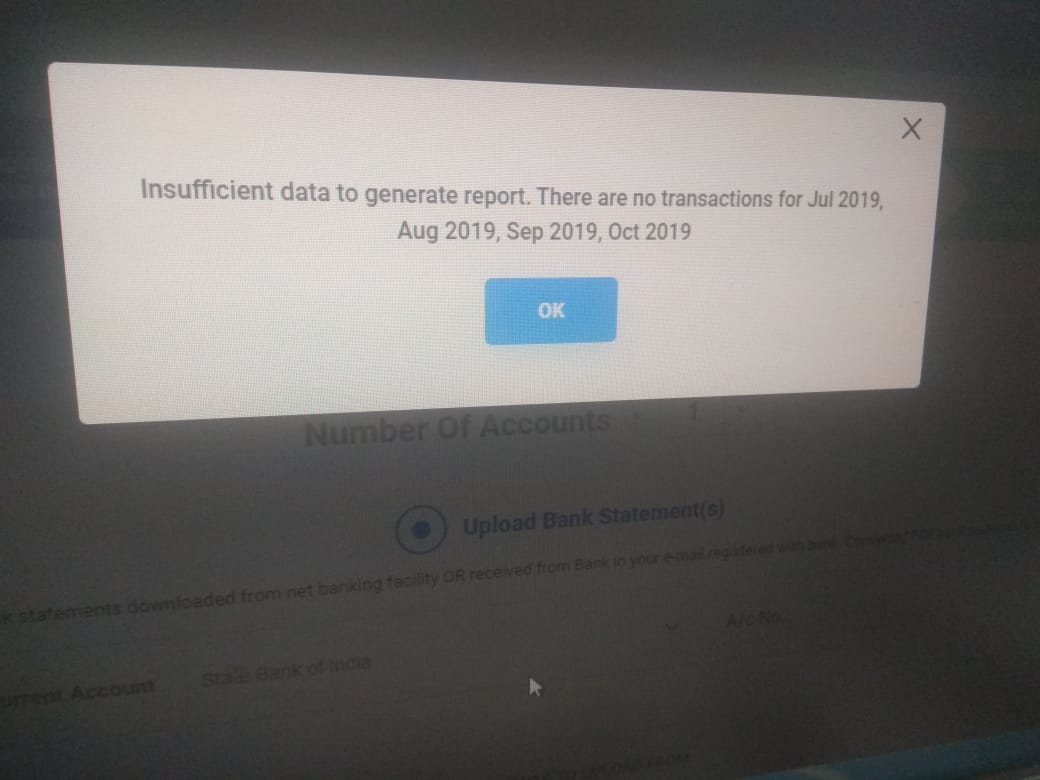 Insufficient data to generate report. There are no transactions for Jul 2019,
Aug 2019, Sep 2019, Oct 2019
OK
Number Of Accounts
1
Upload Bank Statement(s)
k statements downloaded from net banking facility OR received from Bank in your e-mail registered with bank.
A/c No.
urrent Account
State Bank of India